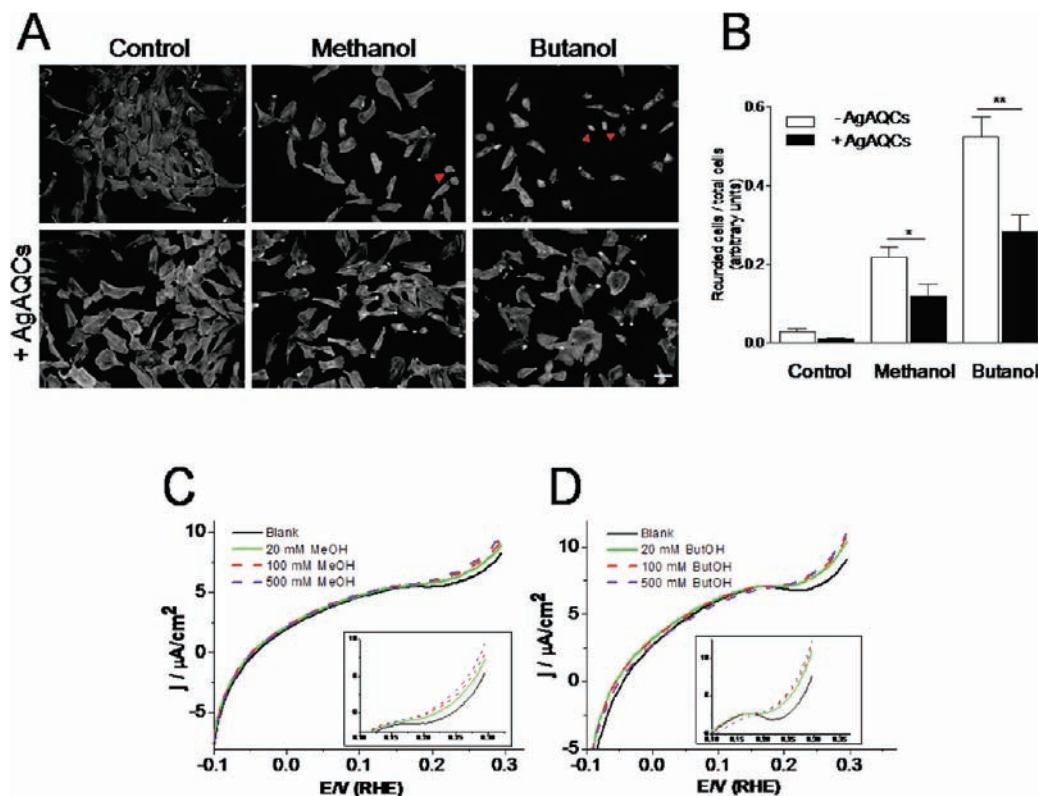 A
Control
Methanol
Butanol
+ AgAQCs
B
Rounded cells / total cells
(arbitrary units)
0.6
0.4
0.2
0.0
- AgAQCs
+ AgAQCs
*
**
Control
Methanol
Butanol
C
J / µA/cm²
10
5
0
-5
Blank
20 mM MeOH
100 mM MeOH
500 mM MeOH
-0.1
0.0
0.1
0.2
0.3
E/V (RHE)
D
J / µA/cm²
10
5
0
-5
Blank
20 mM ButOH
100 mM ButOH
500 mM ButOH
-0.1
0.0
0.1
0.2
0.3
E/V (RHE)